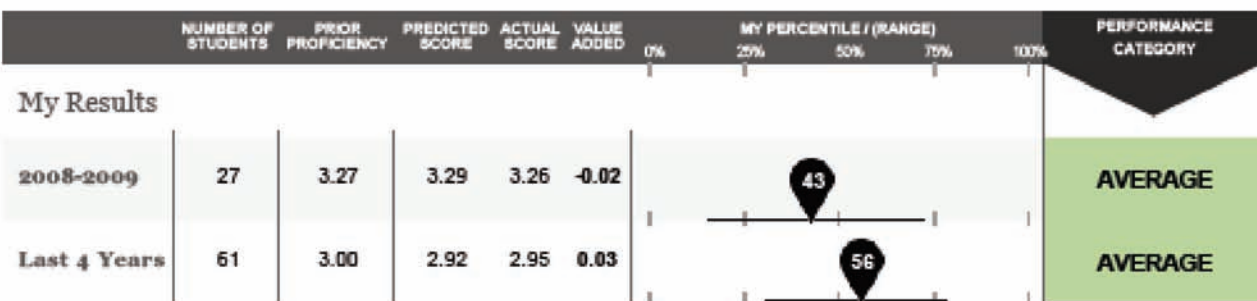 NUMBER OF STUDENTS PRIOR PROFICIENCY PREDICTED SCORE ACTUAL SCORE VALUE ADDED MY PERCENTILE / (RANGE) PERFORMANCE CATEGORY
0% 25% 50% 75% 100%
My Results
2008-2009 27 3.27 3.29 3.26 -0.02 43 AVERAGE
Last 4 Years 61 3.00 2.92 2.95 0.03 56 AVERAGE